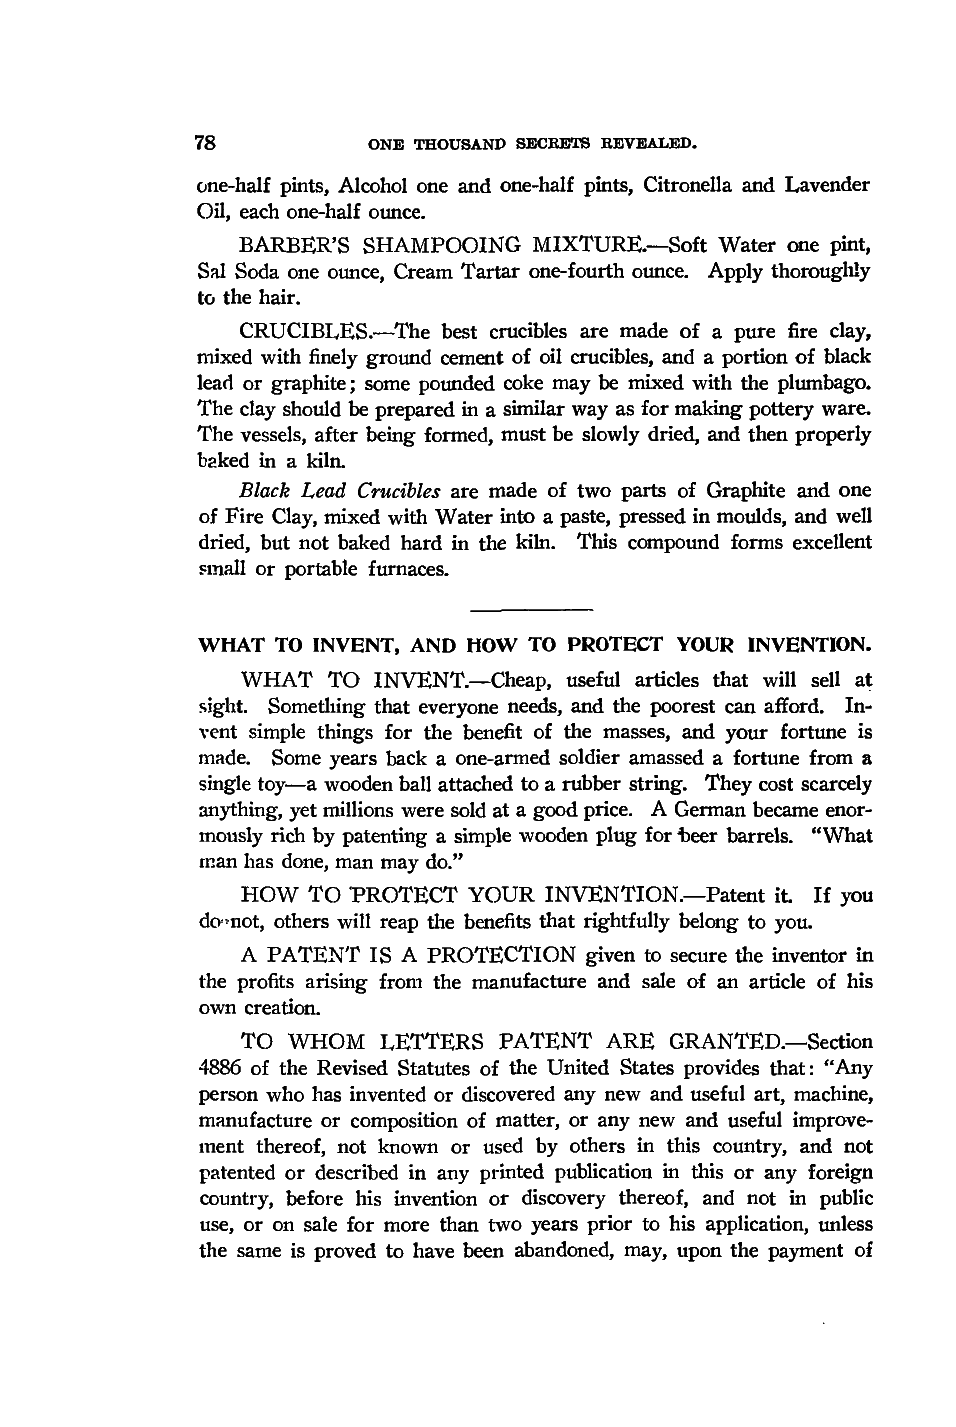 78 ONE THOUSAND SECRETS REVEALED.
one-half pints, Alcohol one and one-half pints, Citronella and Lavender
Oil, each one-half ounce.
BARBER'S SHAMPOOING MIXTURE.—Soft Water one pint,
Sal Soda one ounce, Cream Tartar one-fourth ounce. Apply thoroughly
to the hair.
CRUCIBLES.—The best crucibles are made of a pure fire clay,
mixed with finely ground cement of oil crucibles, and a portion of black
lead or graphite; some pounded coke may be mixed with the plumbago.
The clay should be prepared in a similar way as for making pottery ware.
The vessels, after being formed, must be slowly dried, and then properly
baked in a kiln.
Black Lead Crucibles are made of two parts of Graphite and one
of Fire Clay, mixed with Water into a paste, pressed in moulds, and well
dried, but not baked hard in the kiln. This compound forms excellent
small or portable furnaces.
WHAT TO INVENT, AND HOW TO PROTECT YOUR INVENTION.
WHAT TO INVENT.—Cheap, useful articles that will sell at
sight. Something that everyone needs, and the poorest can afford. In-
vent simple things for the benefit of the masses, and your fortune is
made. Some years back a one-armed soldier amassed a fortune from a
single toy—a wooden ball attached to a rubber string. They cost scarcely
anything, yet millions were sold at a good price. A German became enor-
mously rich by patenting a simple wooden plug for beer barrels. "What
man has done, man may do."
HOW TO PROTECT YOUR INVENTION.—Patent it. If you
do not, others will reap the benefits that rightfully belong to you.
A PATENT IS A PROTECTION given to secure the inventor in
the profits arising from the manufacture and sale of an article of his
own creation.
TO WHOM LETTERS PATENT ARE GRANTED.—Section
4886 of the Revised Statutes of the United States provides that: "Any
person who has invented or discovered any new and useful art, machine,
manufacture or composition of matter, or any new and useful improve-
ment thereof, not known or used by others in this country, and not
patented or described in any printed publication in this or any foreign
country, before his invention or discovery thereof, and not in public
use, or on sale for more than two years prior to his application, unless
the same is proved to have been abandoned, may, upon the payment of